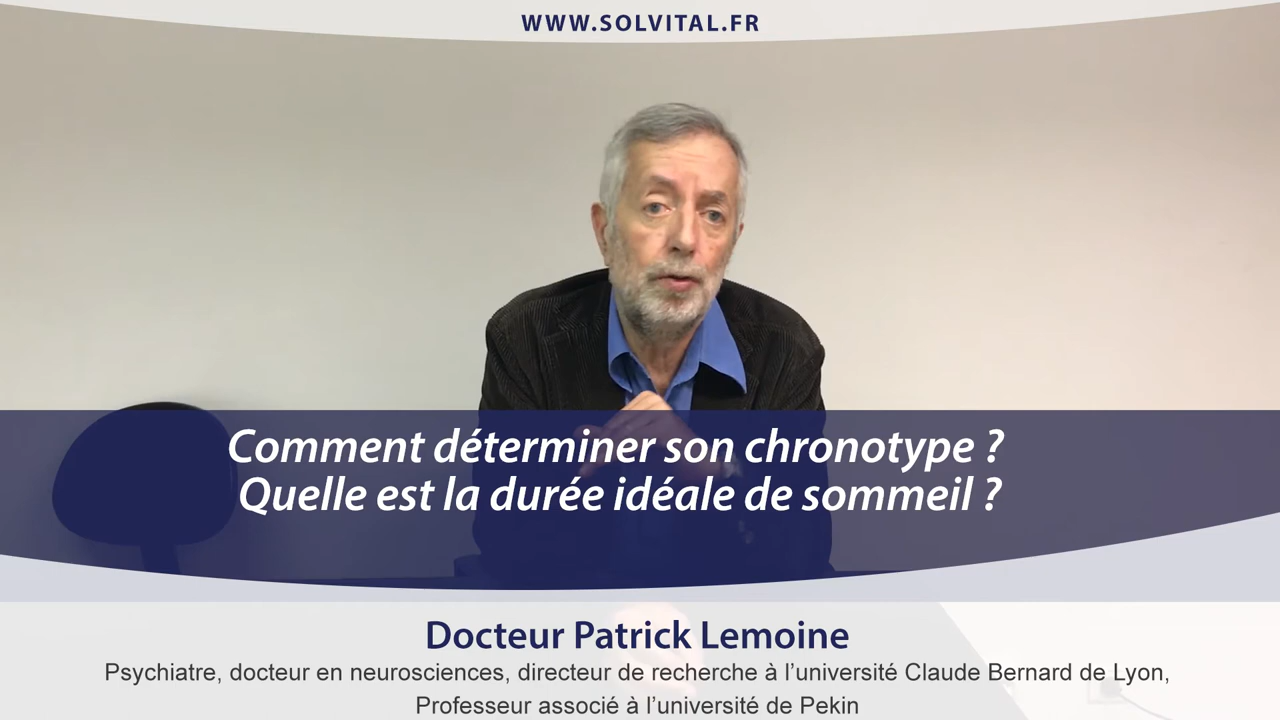 WWW.SOLVITAL.FR
Comment déterminer son chronotype ?
Quelle est la durée idéale de sommeil ?
Docteur Patrick Lemoine
Psychiatre, docteur en neurosciences, directeur de recherche à l’université Claude Bernard de Lyon,
Professeur associé à l’université de Pekin